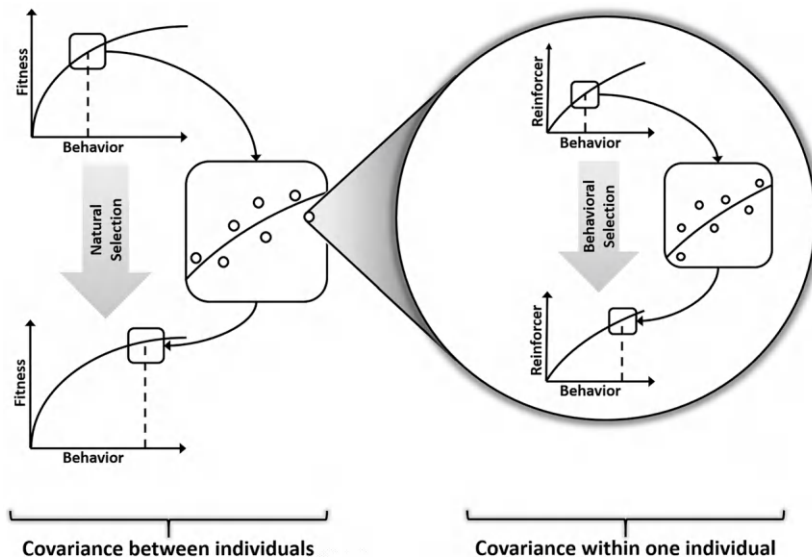 Fitness
Behavior
Natural
Selection
Fitness
Behavior
Covariance between individuals
Reinforcer
Behavior
Behavioral
Selection
Reinforcer
Behavior
Covariance within one individual